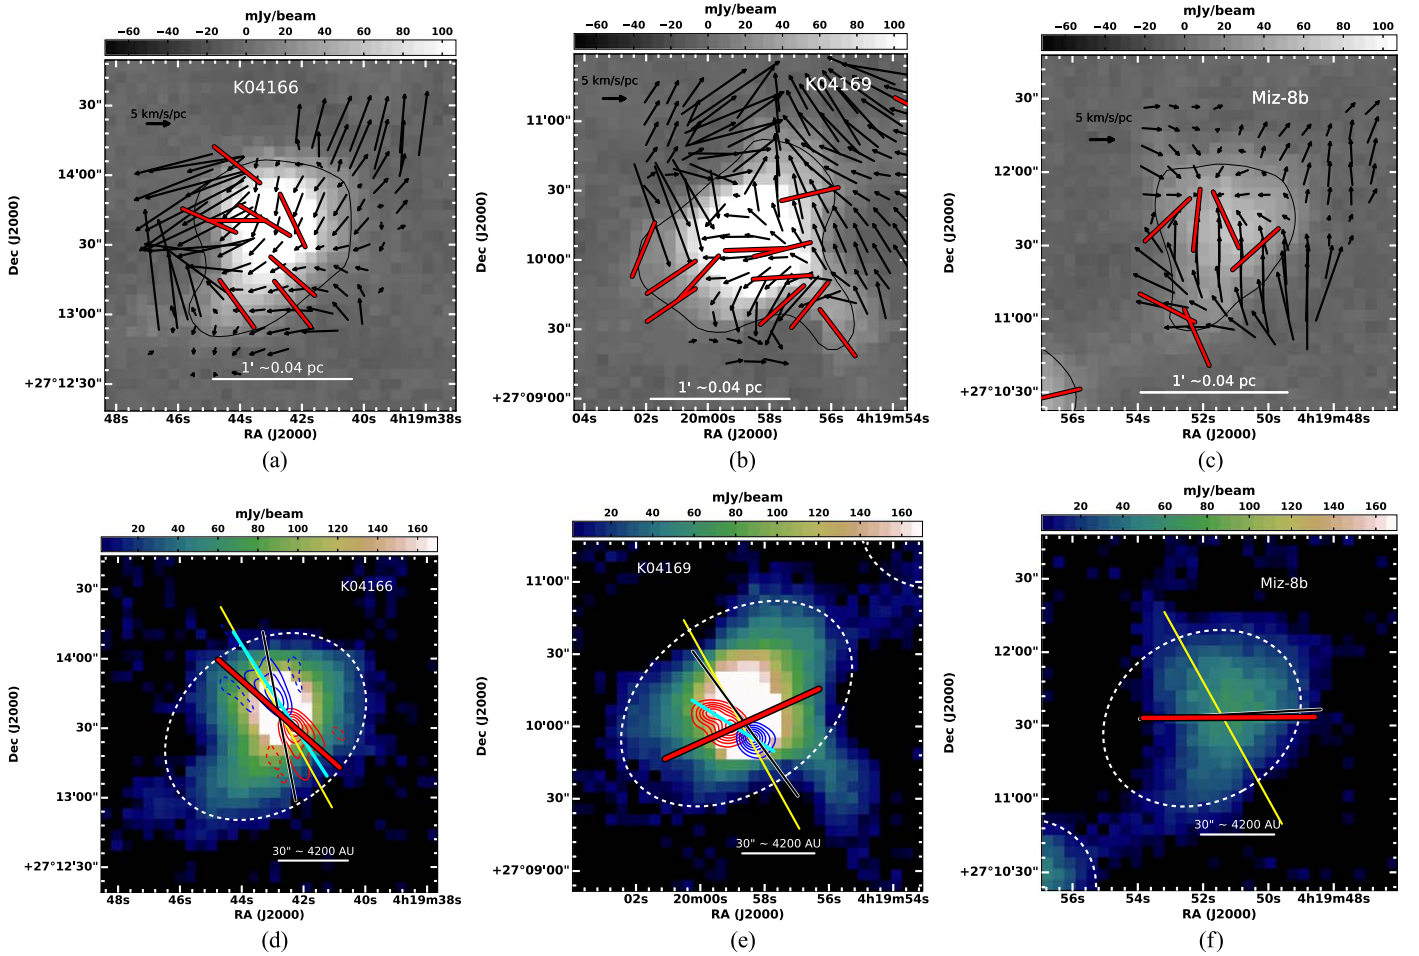 mJy/beam
−60 −40 −20 0 20 40 60 80 100
K04166
5 km/s/pc
30"
14'00"
30"
13'00"
+27°12'30"
Dec (J2000)
1' ~0.04 pc
48s 46s 44s 42s 40s 4h19m38s
RA (J2000)
(a)
mJy/beam
−60 −40 −20 0 20 40 60 80 100
K04169
5 km/s/pc
11'00"
30"
10'00"
30"
+27°09'00"
Dec (J2000)
1' ~0.04 pc
04s 02s 20m00s 58s 56s 4h19m54s
RA (J2000)
(b)
mJy/beam
−60 −40 −20 0 20 40 60 80 100
Miz-8b
5 km/s/pc
30"
12'00"
30"
11'00"
+27°10'30"
Dec (J2000)
1' ~0.04 pc
56s 54s 52s 50s 4h19m48s
RA (J2000)
(c)
mJy/beam
20 40 60 80 100 120 140 160
K04166
30"
14'00"
30"
13'00"
+27°12'30"
Dec (J2000)
30" ~ 4200 AU
48s 46s 44s 42s 40s 4h19m38s
RA (J2000)
(d)
mJy/beam
20 40 60 80 100 120 140 160
K04169
11'00"
30"
10'00"
30"
+27°09'00"
Dec (J2000)
30" ~ 4200 AU
02s 20m00s 58s 56s 4h19m54s
RA (J2000)
(e)
mJy/beam
20 40 60 80 100 120 140 160
Miz-8b
30"
12'00"
30"
11'00"
+27°10'30"
Dec (J2000)
30" ~ 4200 AU
56s 54s 52s 50s 4h19m48s
RA (J2000)
(f)